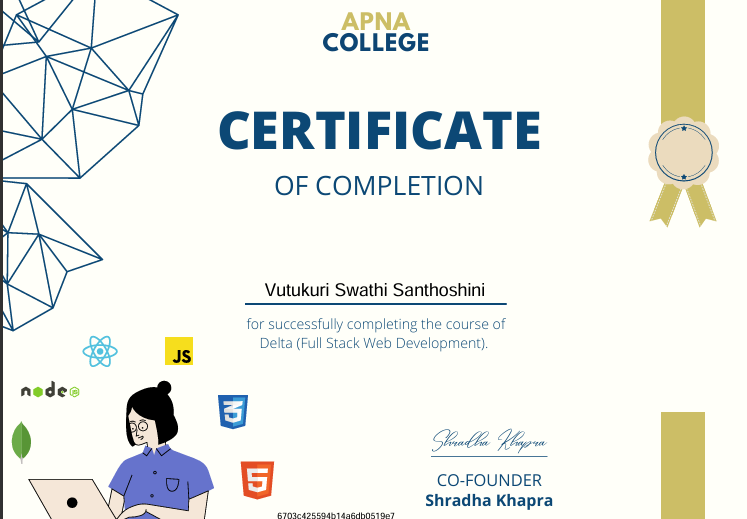 APNA
COLLEGE
CERTIFICATE
OF COMPLETION
Vutukuri Swathi Santhoshini
for successfully completing the course of
Delta (Full Stack Web Development).
JS
node
JS
3
5
Shradha Khapra
CO-FOUNDER
Shradha Khapra
6703c425594b14a6db0519e7